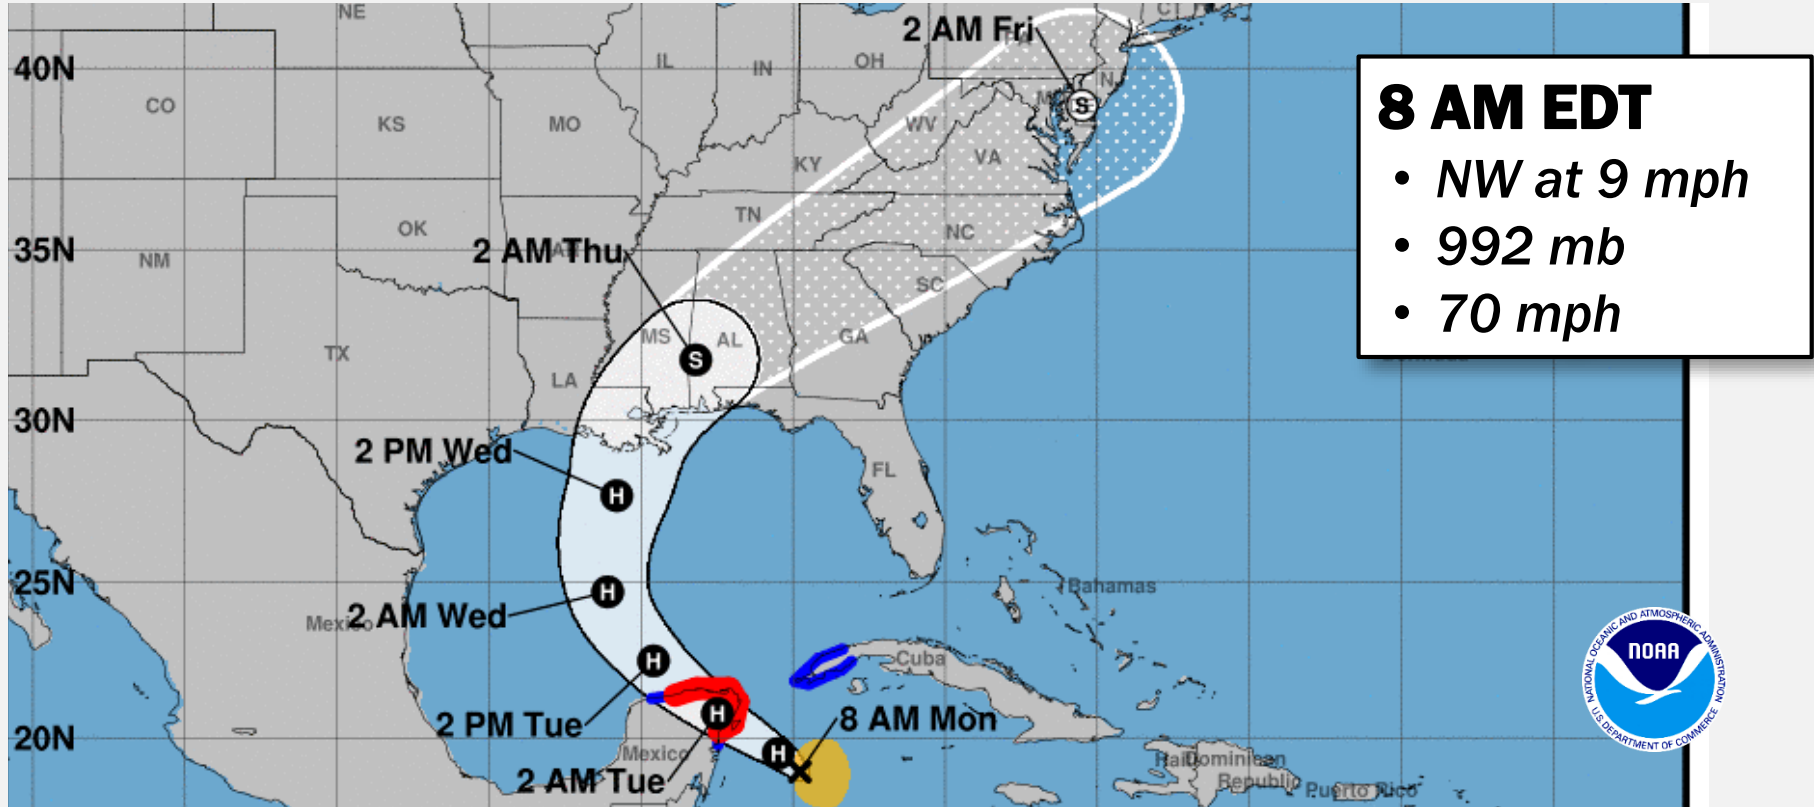 NE
CT
2 AM Fri
40N
IL
IN
OH
N
CO
M
S
KS
MO
WV
VA
KY
TN
OK
NC
35N
NM
2 AM Thu
SC
MS
AL
GA
TX
S
LA
30N
2 PM Wed
FL
H
25N
Bahamas
H
Mexico
2 AM Wed
Cuba
H
2 PM Tue
H
8 AM Mon
20N
Mexico
H
2 AM Tue
Haiti
Dominican
Republic
Puerto Rico
8 AM EDT
• NW at 9 mph
• 992 mb
• 70 mph
NATIONAL OCEANIC AND ATMOSPHERIC ADMINISTRATION
NOAA
U.S. DEPARTMENT OF COMMERCE